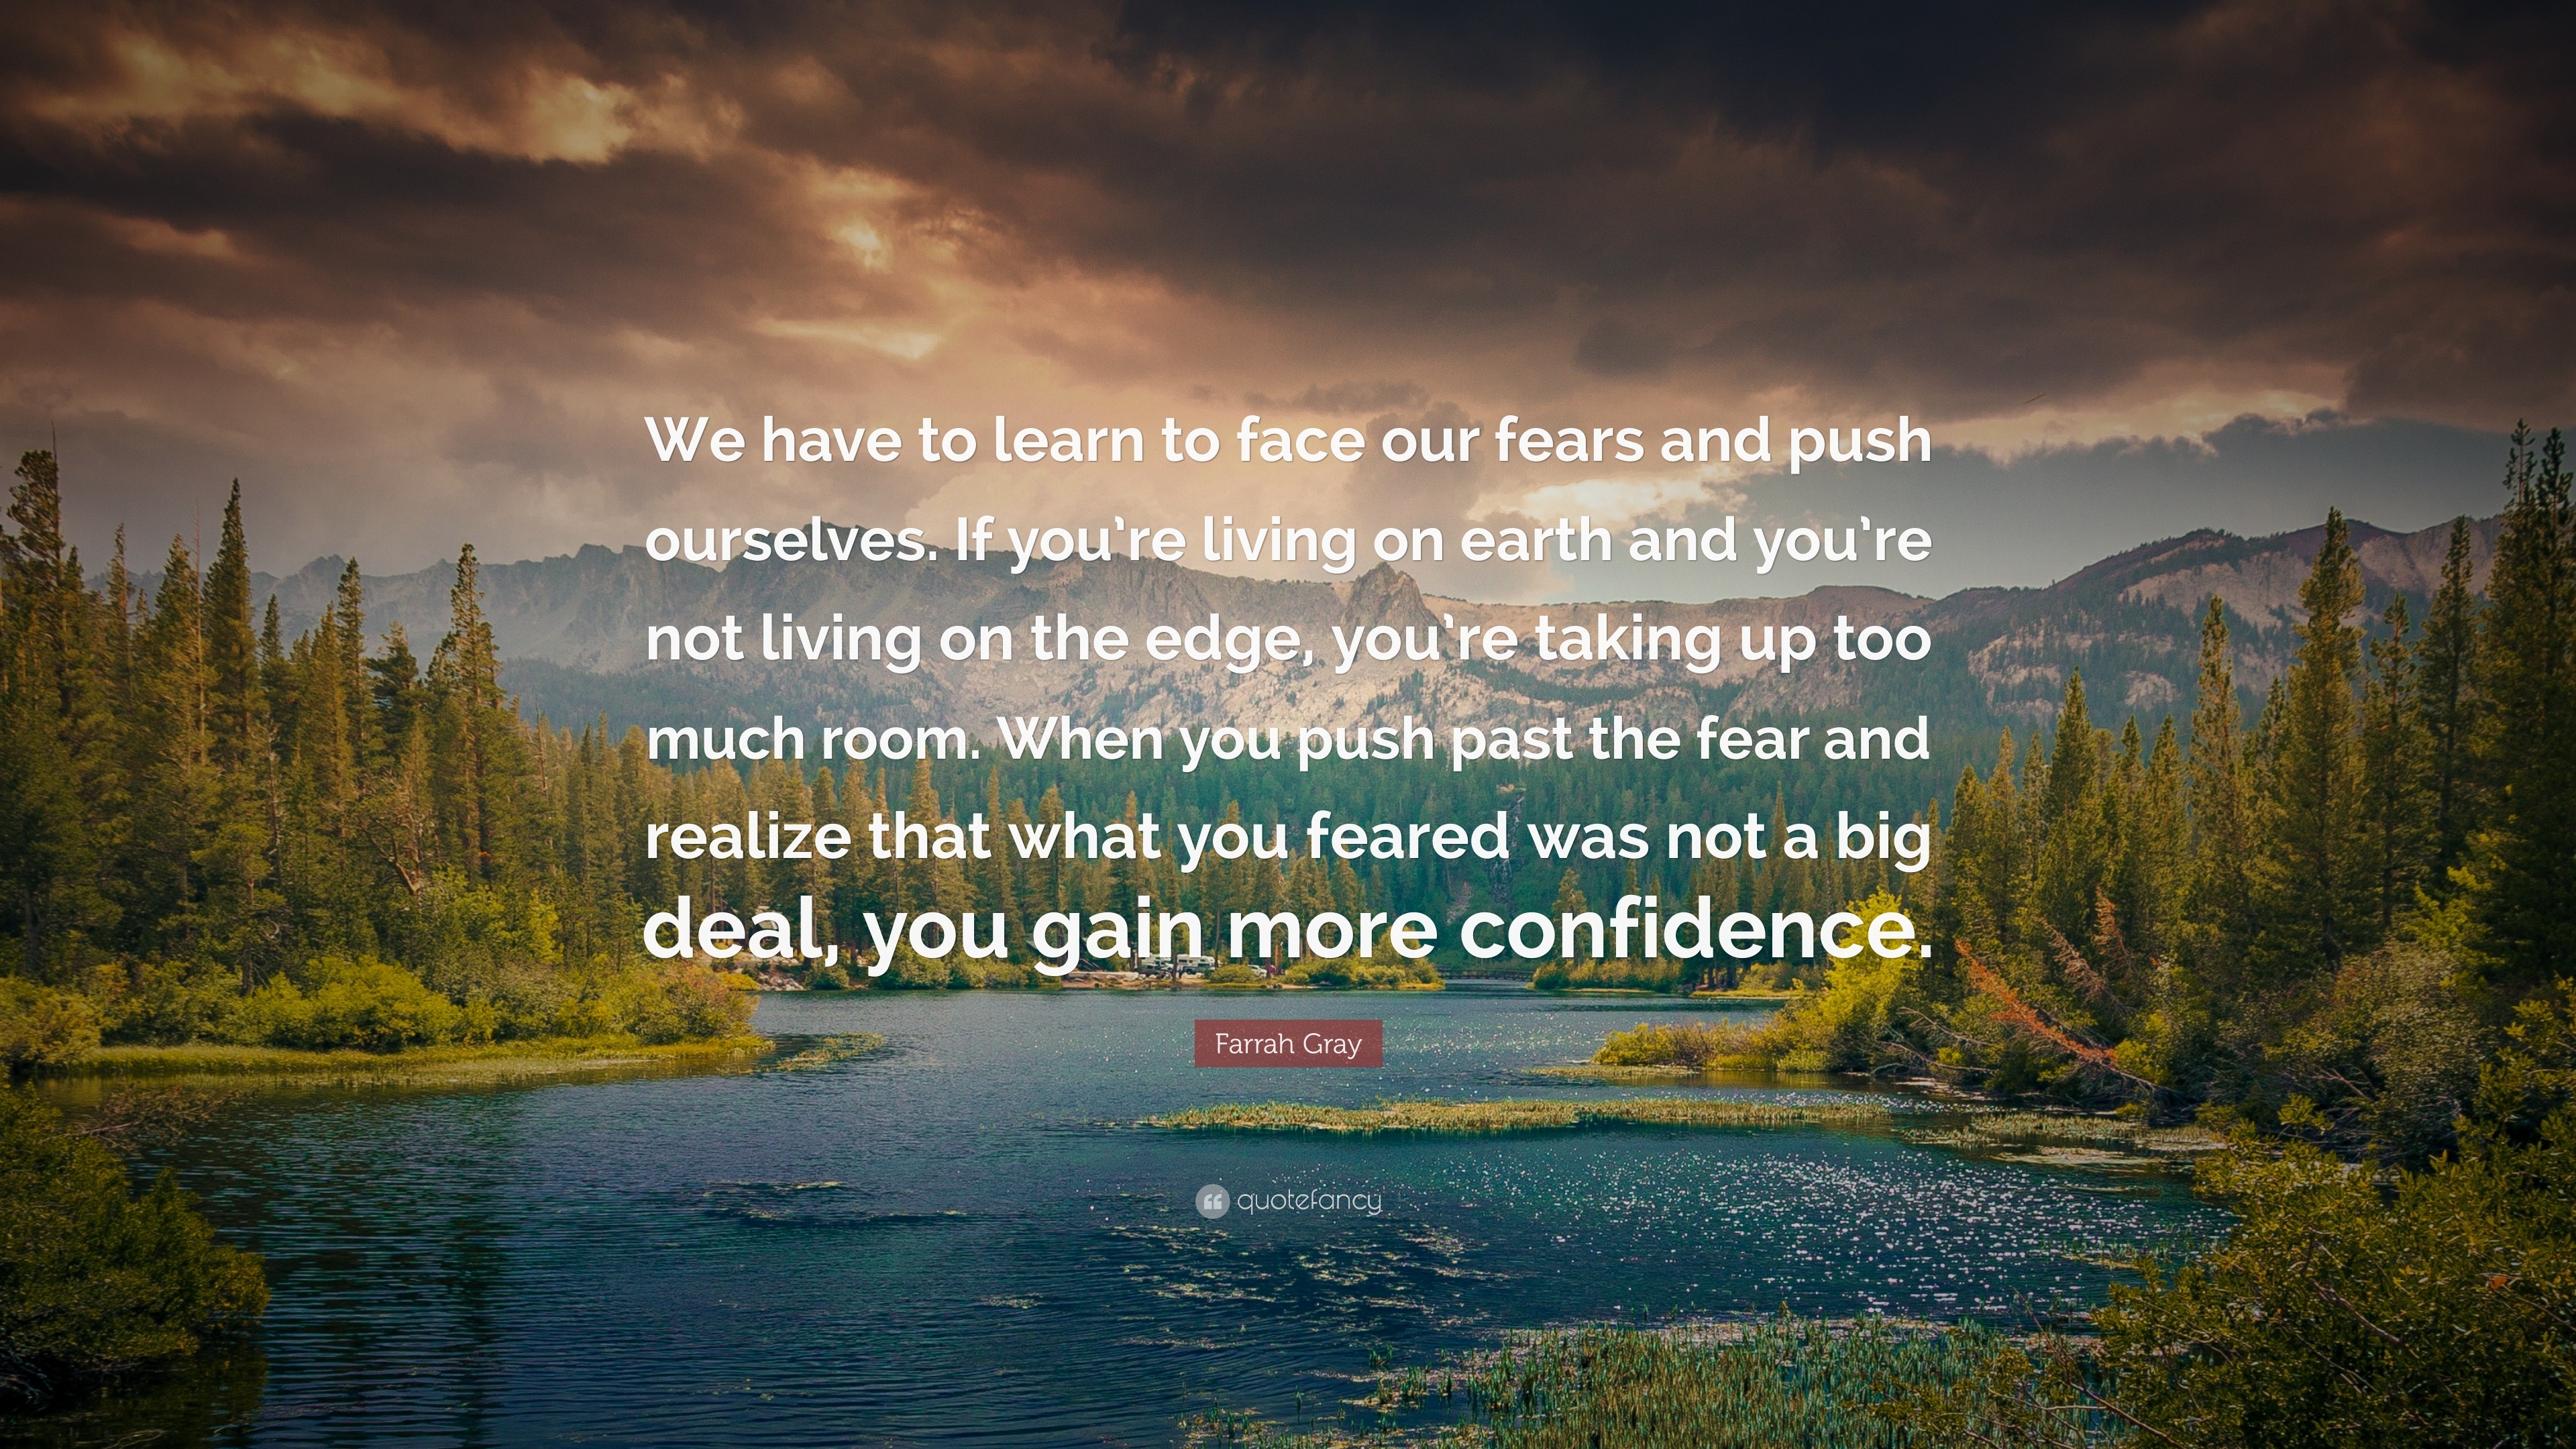 We have to learn to face our fears and push
ourselves. If you’re living on earth and you’re
not living on the edge, you’re taking up too
much room. When you push past the fear and
realize that what you feared was not a big
deal, you gain more confidence.
Farrah Gray
quotefancy